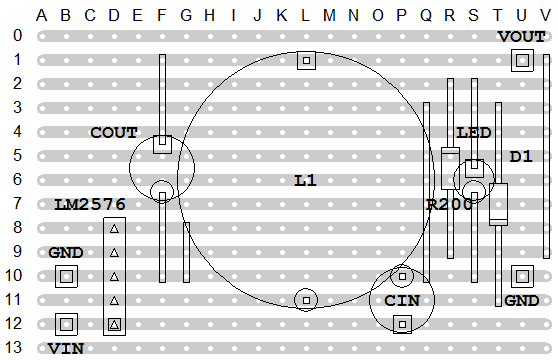 A B C D E F G H I J K L M N O P Q R S T U V
0 VOUT
1
2
3
4 COUT LED
5 D1
6 L1
7 LM2576 R200
8
9 GND
10
11 CIN GND
12
13 VIN